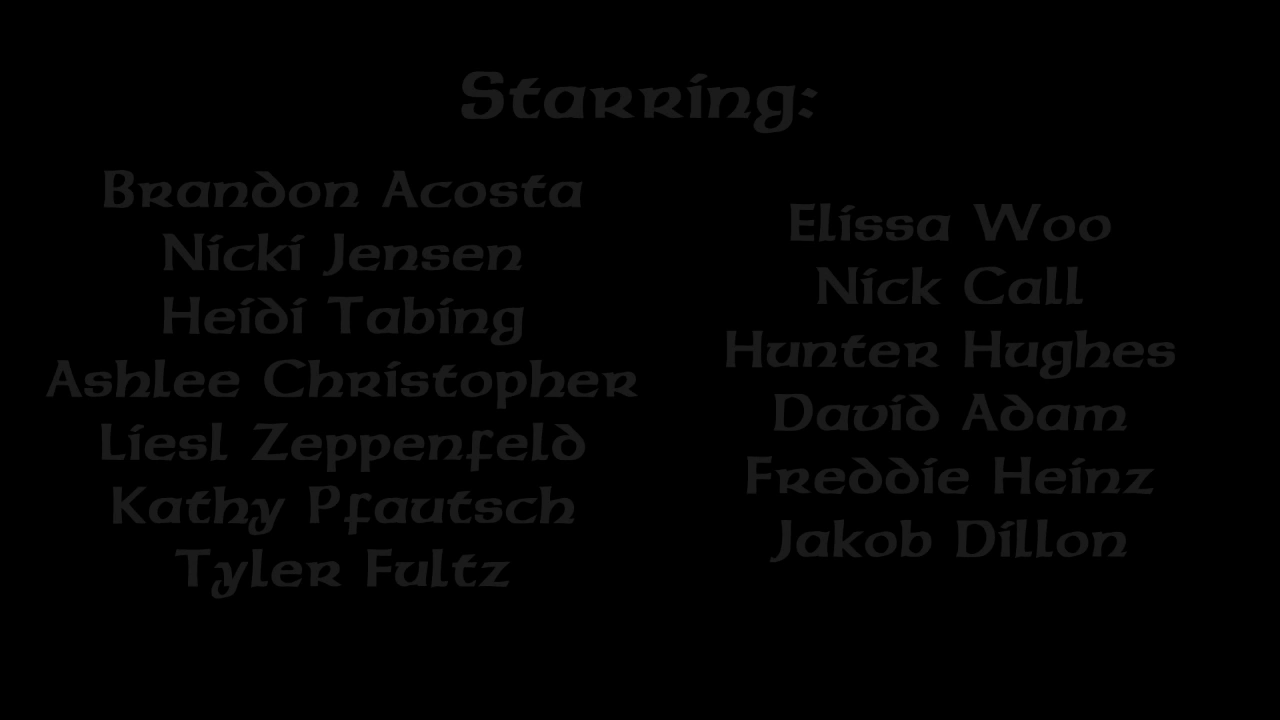 Starring:
Brandon Acosta
Nicki Jensen
Heidi Tabing
Ashlee Christopher
Liesl Zeppenfeld
Kathy Pfautsch
Tyler Fultz
Elissa Woo
Nick Call
Hunter Hughes
David Adam
Freddie Heinz
Jakob Dillon